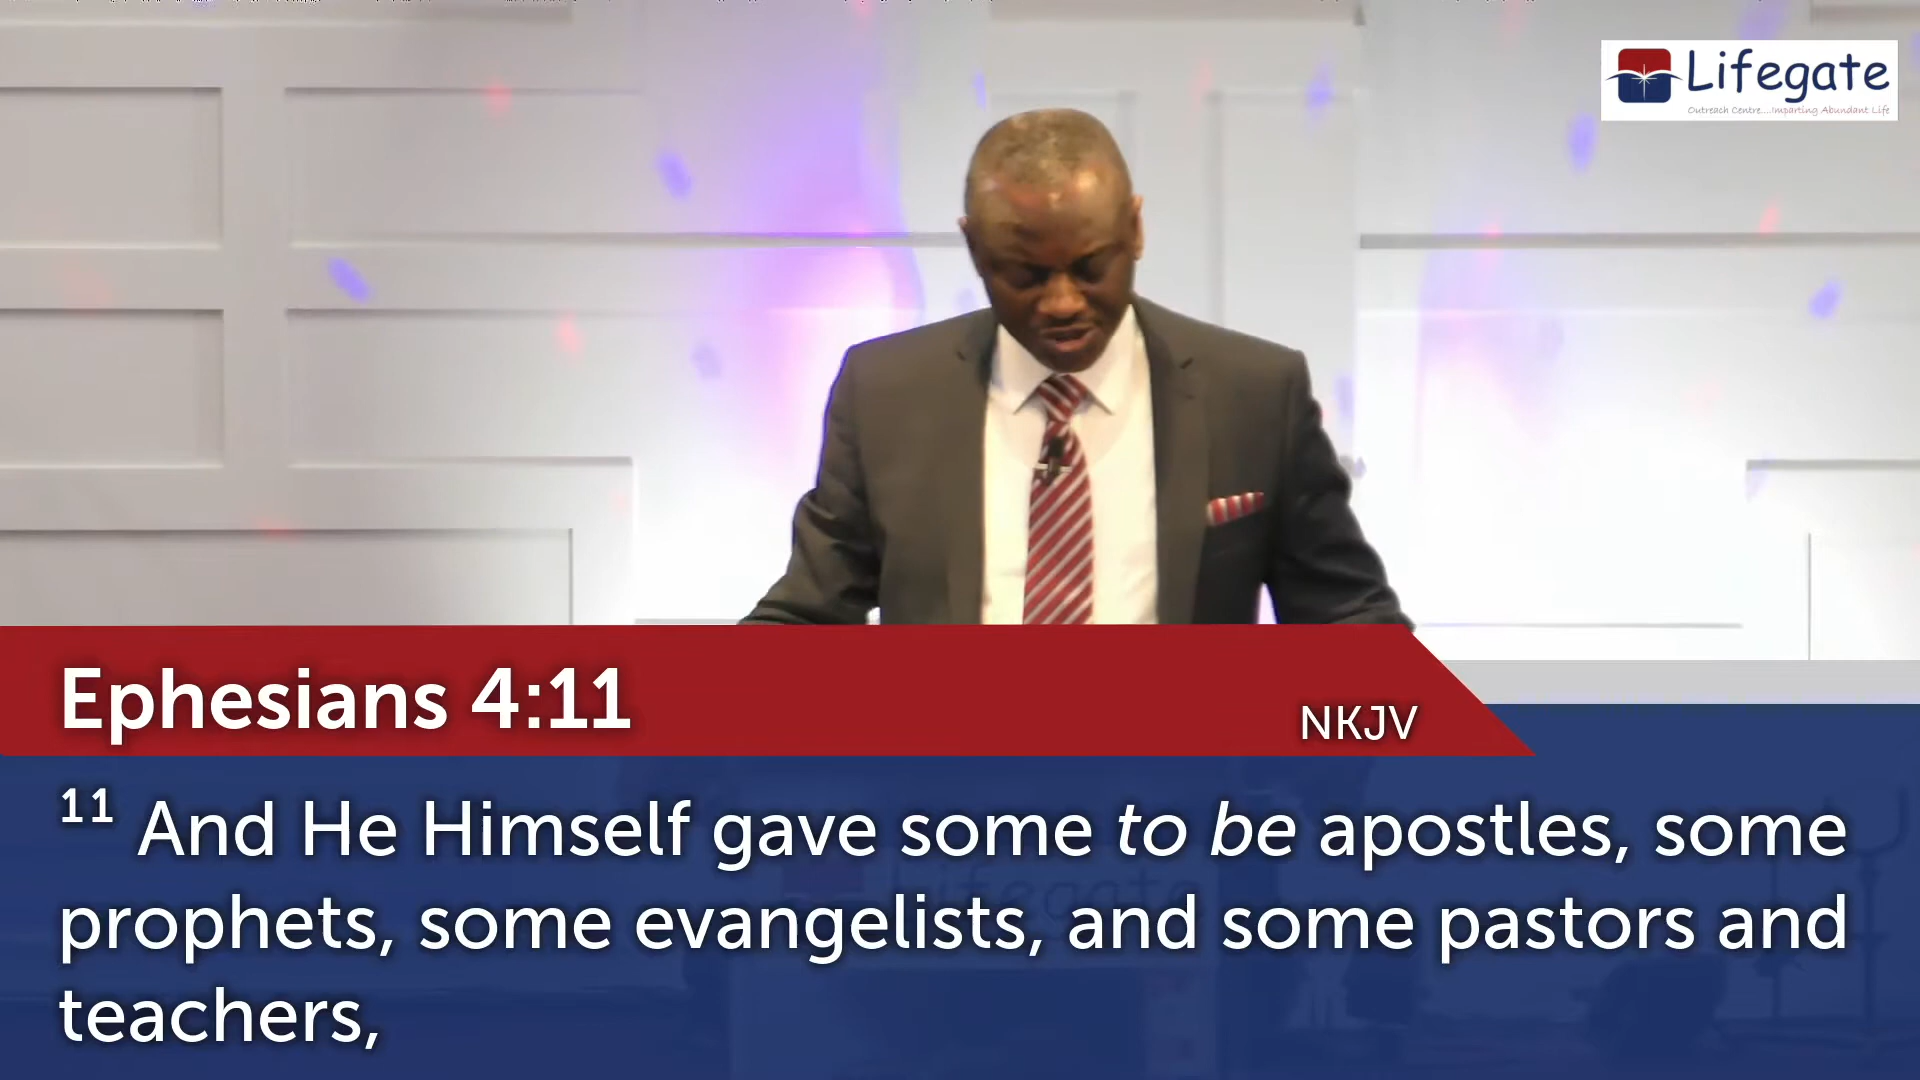 Lifegate
Outreach Centre....Imparting Abundant Life
Ephesians 4:11
NKJV
11 And He Himself gave some to be apostles, some
prophets, some evangelists, and some pastors and
teachers,
Lifegate